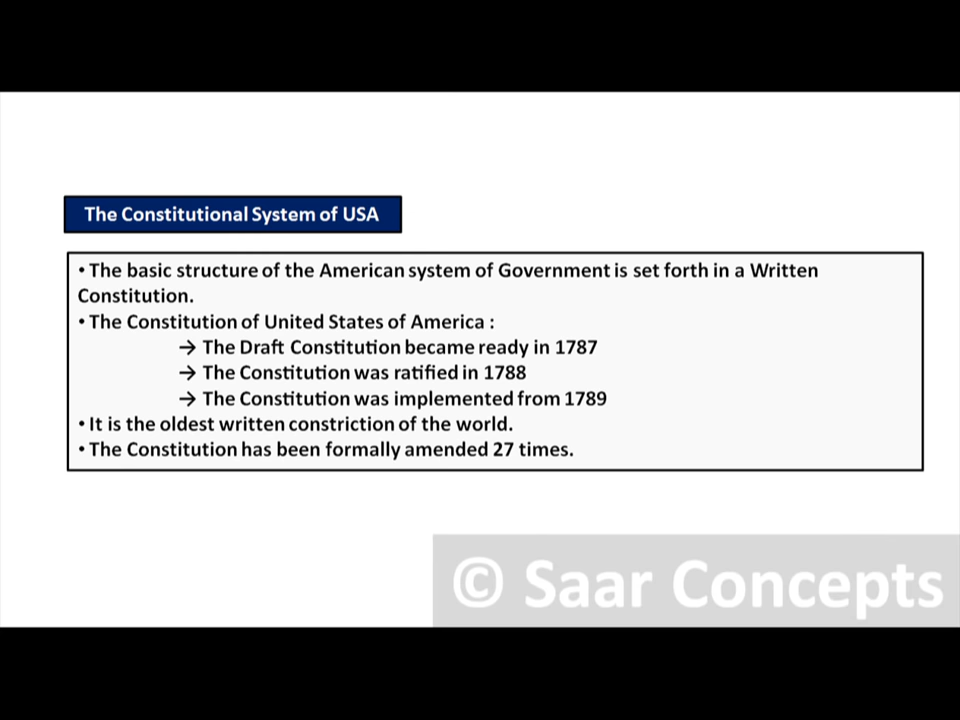 The Constitutional System of USA
• The basic structure of the American system of Government is set forth in a Written
Constitution.
• The Constitution of United States of America :
→ The Draft Constitution became ready in 1787
→ The Constitution was ratified in 1788
→ The Constitution was implemented from 1789
• It is the oldest written constriction of the world.
• The Constitution has been formally amended 27 times.
© Saar Concepts